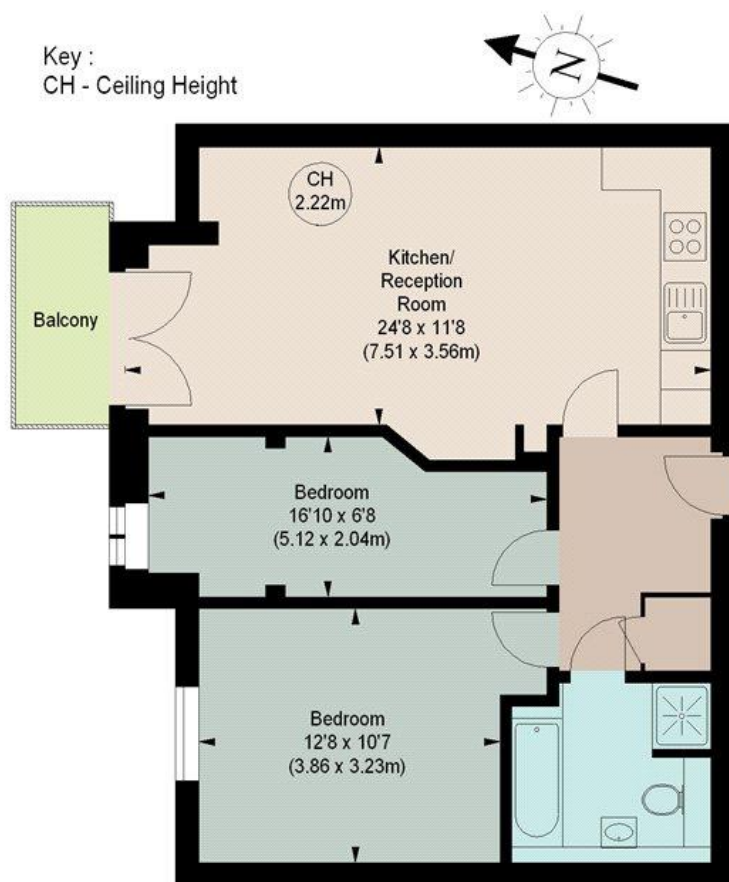 Key :
CH - Ceiling Height
N
CH
2.22m
Kitchen/
Reception
Room
24'8 x 11'8
(7.51 x 3.56m)
Balcony
Bedroom
16'10 x 6'8
(5.12 x 2.04m)
Bedroom
12'8 x 10'7
(3.86 x 3.23m)